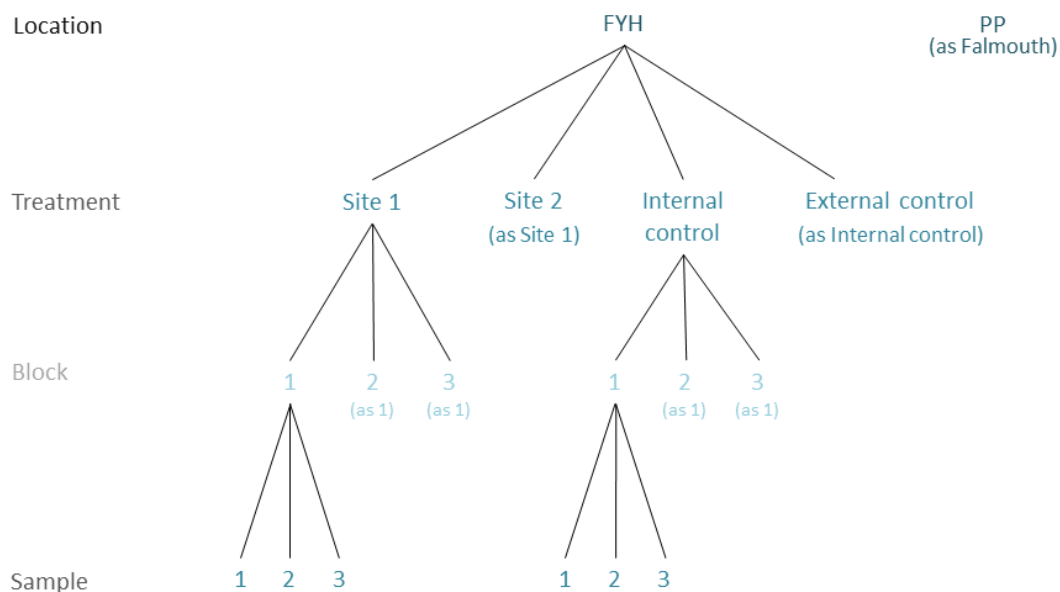 Location FYH PP
(as Falmouth)
Treatment Site 1 Site 2 Internal External control
(as Site 1) control (as Internal control)
Block 1 2 3 1 2 3
(as 1) (as 1) (as 1) (as 1)
Sample 1 2 3 1 2 3